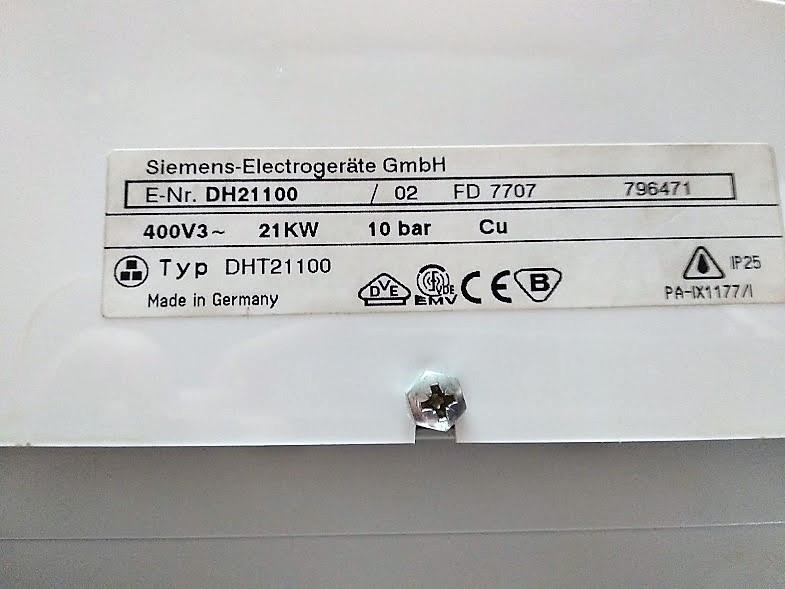 Siemens-Electrogeräte GmbH
E-Nr. DH21100 / 02 FD 7707 796471
400V3~ 21KW 10 bar Cu
Typ DHT21100 IP25
Made in Germany DVE VDE EMV CE B PA-IX1177/I